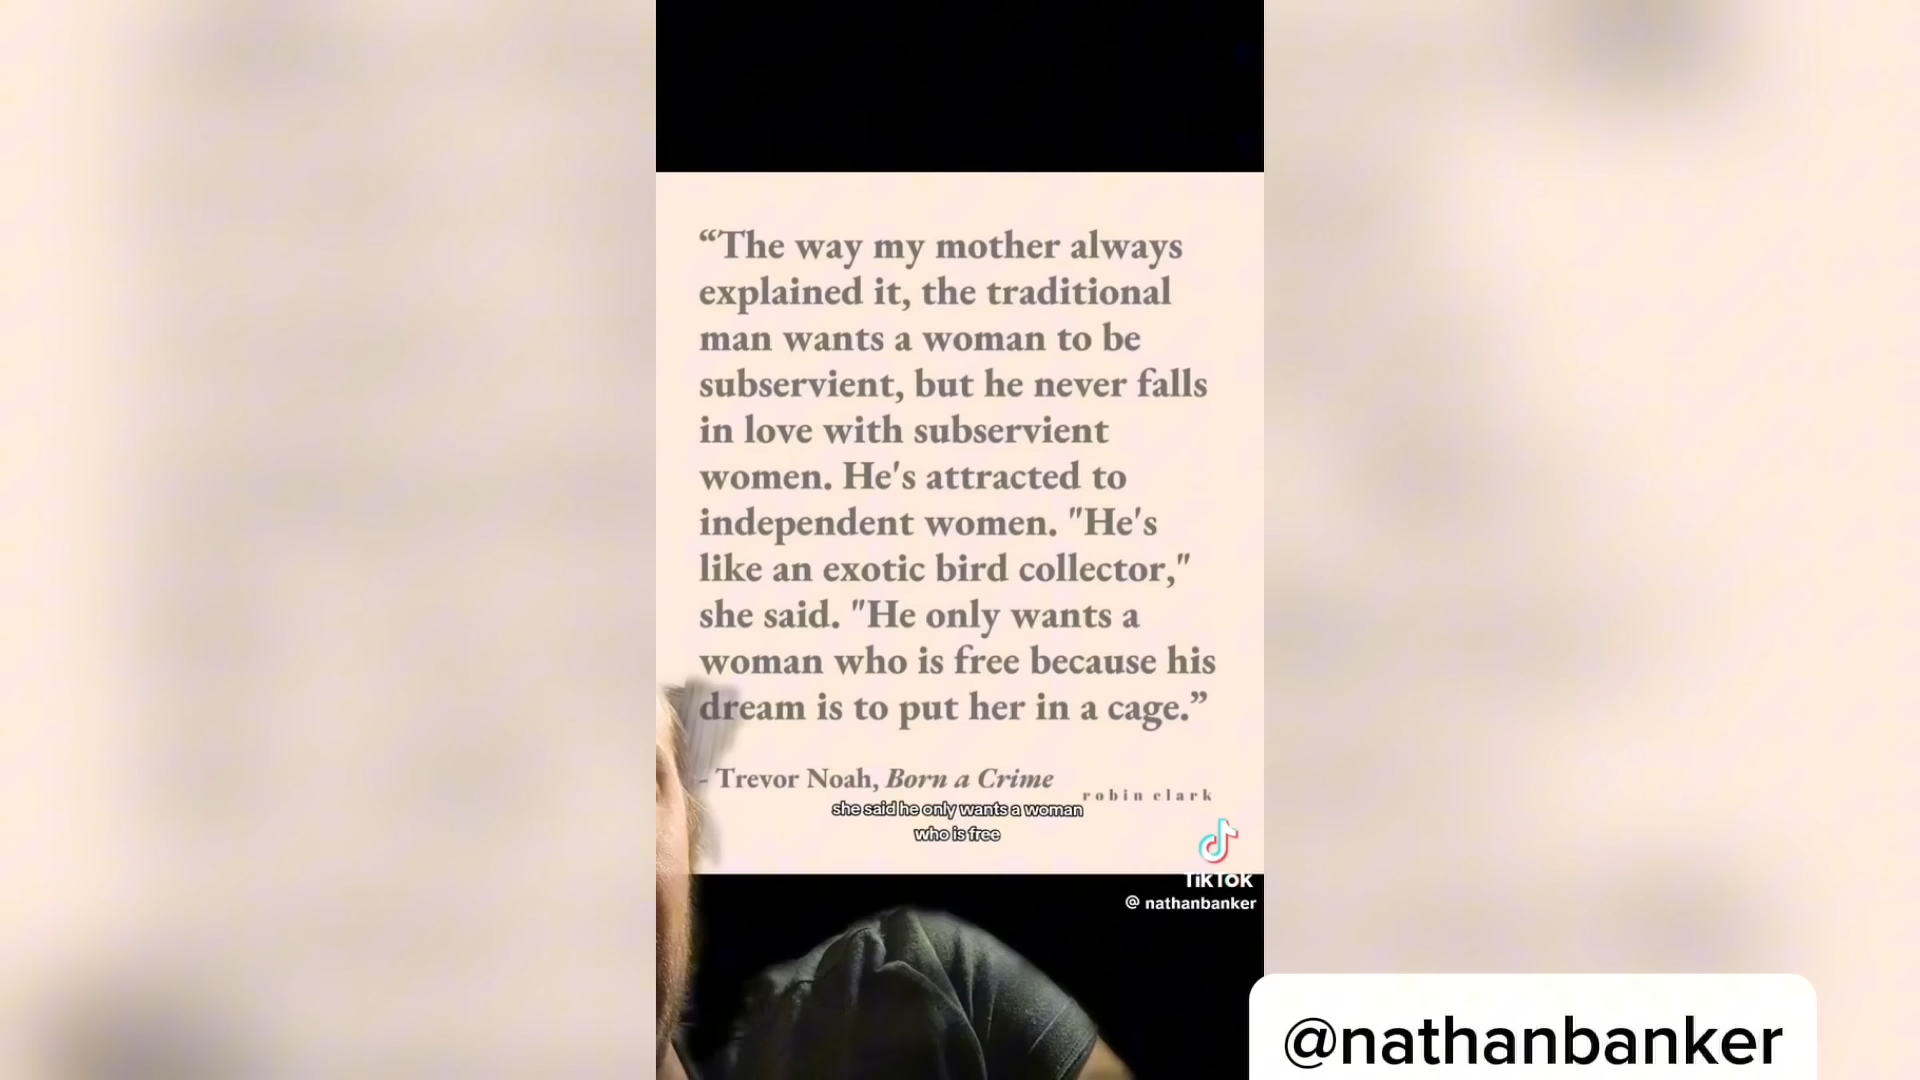 “The way my mother always
explained it, the traditional
man wants a woman to be
subservient, but he never falls
in love with subservient
women. He's attracted to
independent women. "He's
like an exotic bird collector,"
she said. "He only wants a
woman who is free because his
dream is to put her in a cage.”
- Trevor Noah, Born a Crime
robin clark
she said he only wants a woman
who is free
TikTok
@ nathanbanker
@nathanbanker